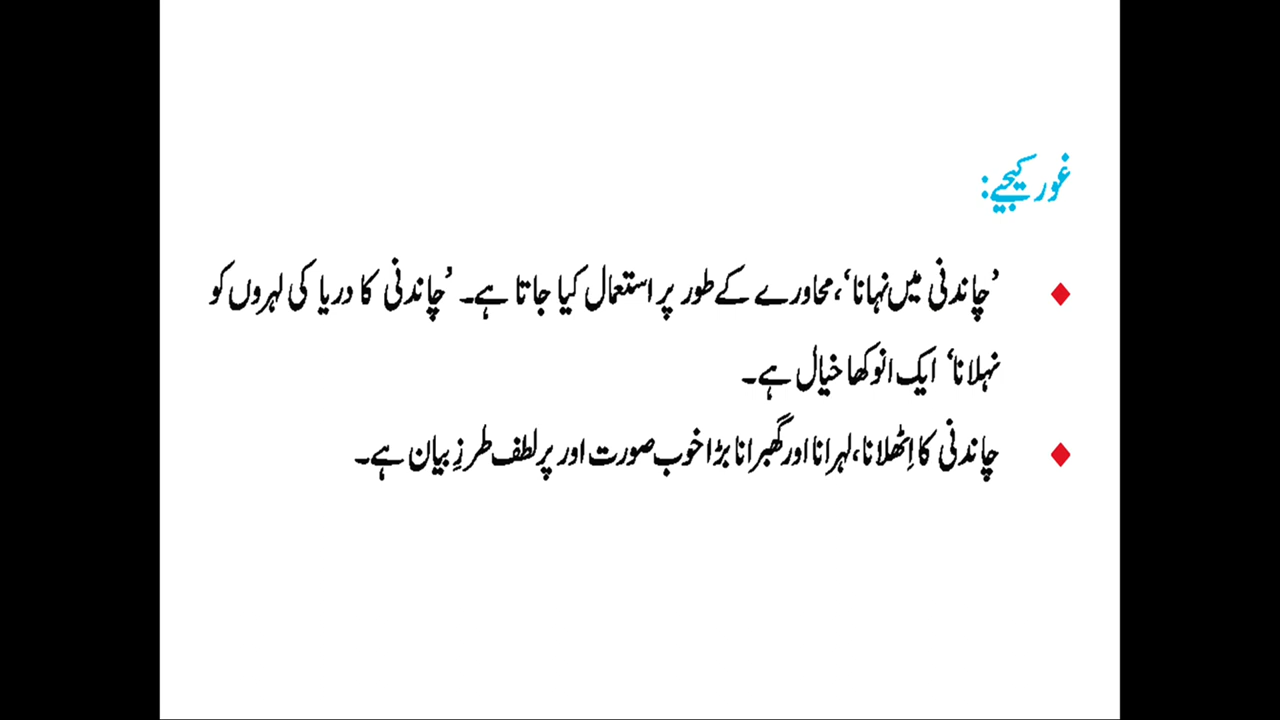 غور کیجیے:
’چاندنی میں نہانا‘، محاورے کے طور پر استعمال کیا جاتا ہے۔ ’چاندنی کا دریا کی لہروں کو
نہلانا‘ ایک انوکھا خیال ہے۔
چاندنی کا اِٹھلانا، لہرانا اور گھبرانا بڑا خوب صورت اور پر لطف طرزِ بیان ہے۔